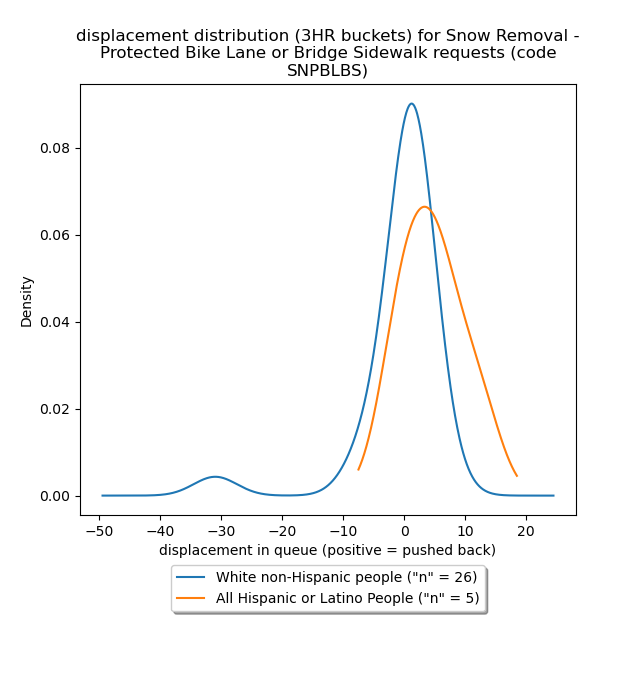 displacement distribution (3HR buckets) for Snow Removal -
Protected Bike Lane or Bridge Sidewalk requests (code
SNPBLBS)
Density
0.08
0.06
0.04
0.02
0.00
−50 −40 −30 −20 −10 0 10 20
displacement in queue (positive = pushed back)
White non-Hispanic people ("n" = 26)
All Hispanic or Latino People ("n" = 5)